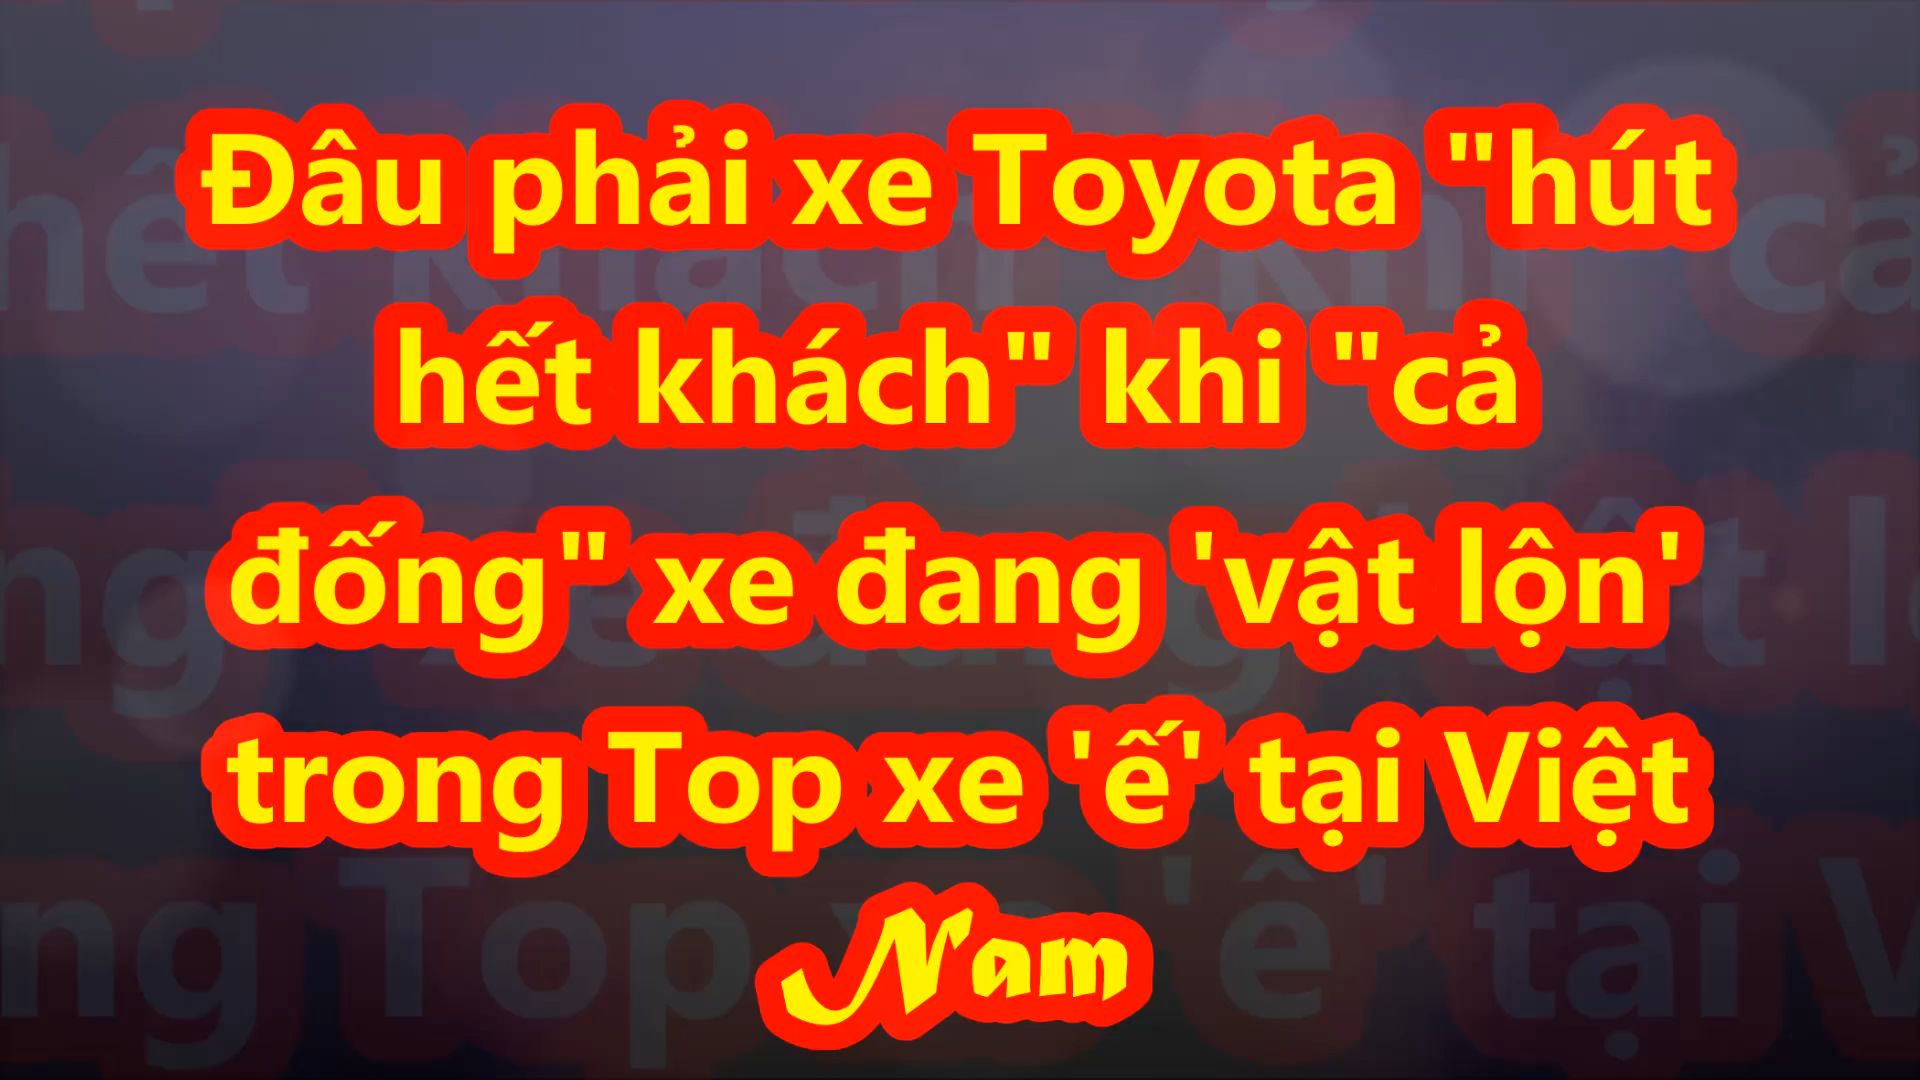 Đâu phải xe Toyota "hút
hết khách" khi "cả
đống" xe đang 'vật lộn'
trong Top xe 'ế' tại Việt
Nam